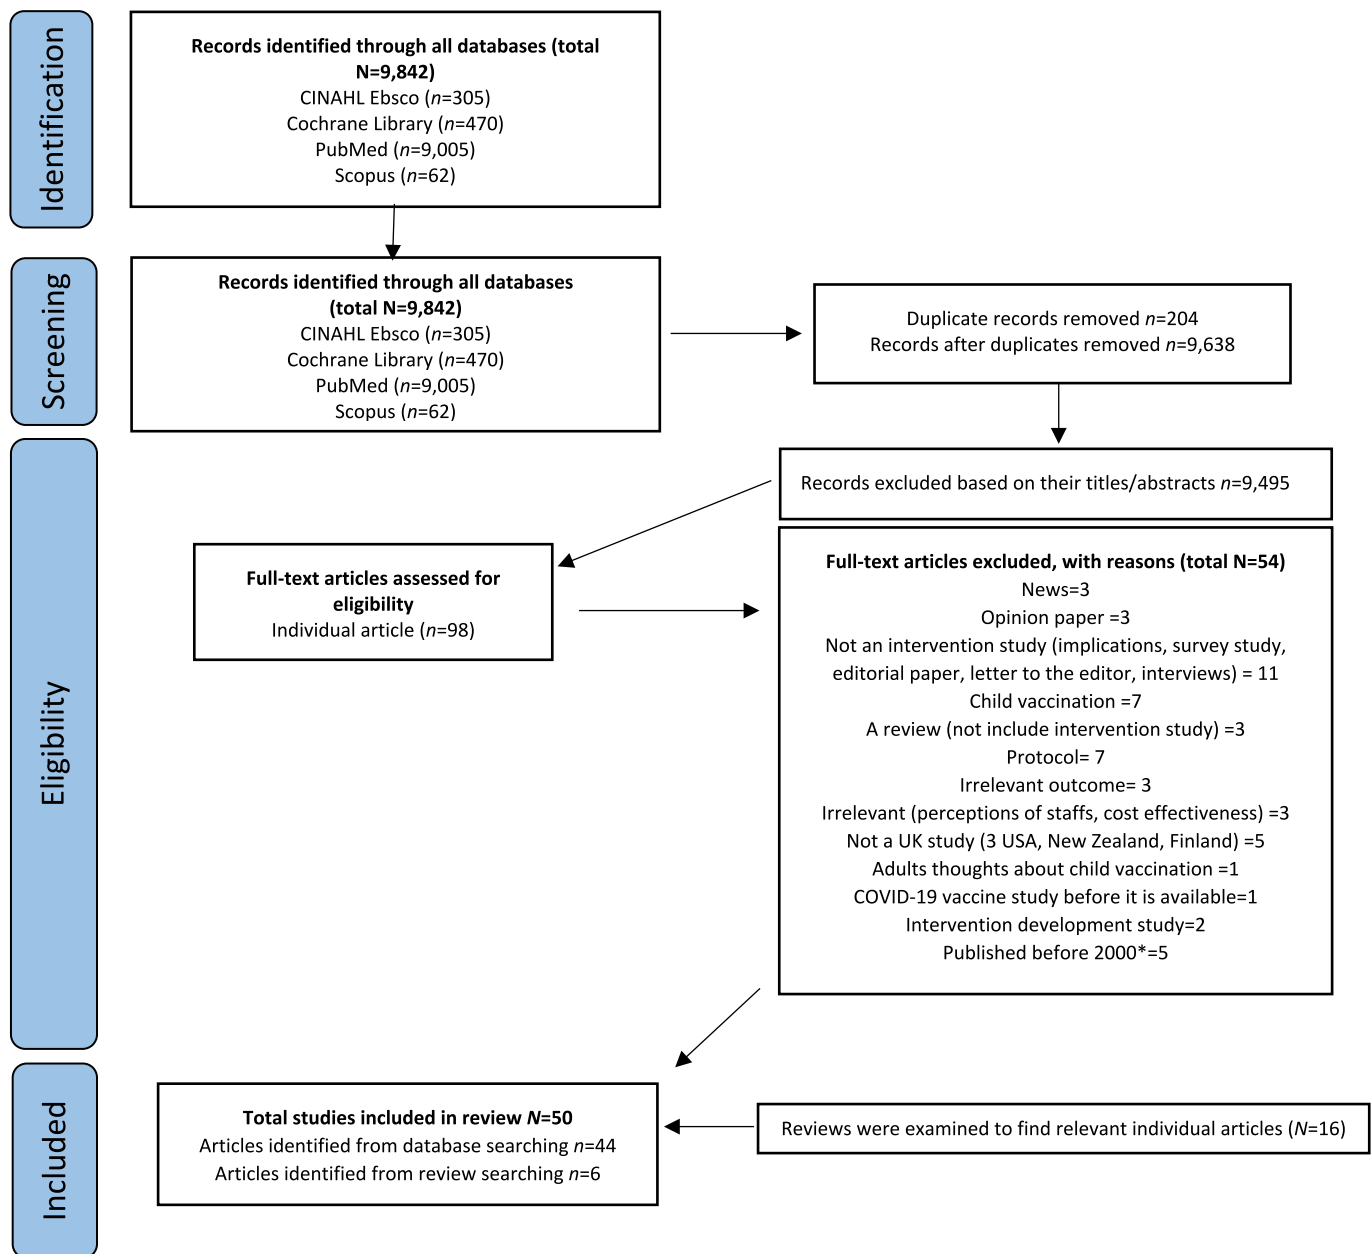 Identification
Records identified through all databases (total
N=9,842)
CINAHL Ebsco (n=305)
Cochrane Library (n=470)
PubMed (n=9,005)
Scopus (n=62)
Screening
Records identified through all databases
(total N=9,842)
CINAHL Ebsco (n=305)
Cochrane Library (n=470)
PubMed (n=9,005)
Scopus (n=62)
Duplicate records removed n=204
Records after duplicates removed n=9,638
Eligibility
Records excluded based on their titles/abstracts n=9,495
Full-text articles assessed for
eligibility
Individual article (n=98)
Full-text articles excluded, with reasons (total N=54)
News=3
Opinion paper =3
Not an intervention study (implications, survey study,
editorial paper, letter to the editor, interviews) = 11
Child vaccination =7
A review (not include intervention study) =3
Protocol= 7
Irrelevant outcome= 3
Irrelevant (perceptions of staffs, cost effectiveness) =3
Not a UK study (3 USA, New Zealand, Finland) =5
Adults thoughts about child vaccination =1
COVID-19 vaccine study before it is available=1
Intervention development study=2
Published before 2000*=5
Included
Total studies included in review N=50
Articles identified from database searching n=44
Articles identified from review searching n=6
Reviews were examined to find relevant individual articles (N=16)